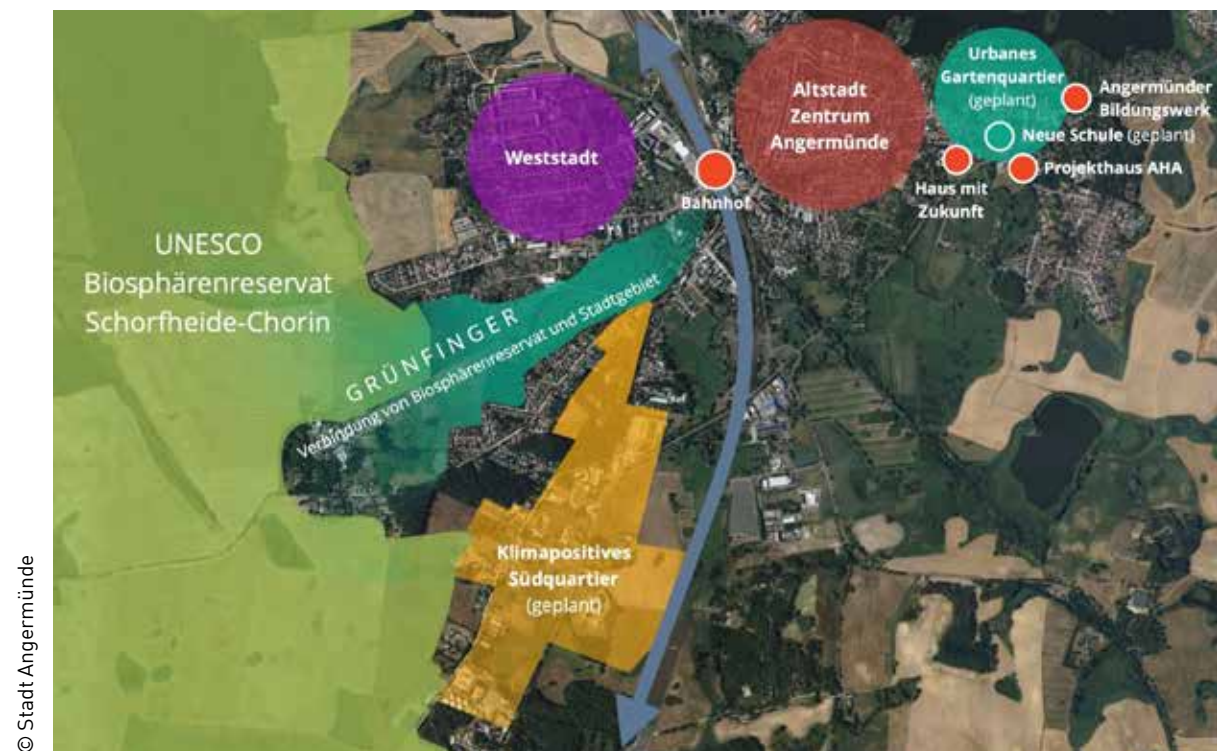 Urbanes
Gartenquartier
(geplant)
Angermünder
Bildungswerk
Neue Schule (geplant)
Projekthaus AHA
Haus mit
Zukunft
Altstadt
Zentrum
Angermünde
Weststadt
Bahnhof
UNESCO
Biosphärenreservat
Schorfheide-Chorin
GRÜNFINGER
Verbindung von Biosphärenreservat und Stadtgebiet
Klimapositives
Südquartier
(geplant)
© Stadt Angermünde